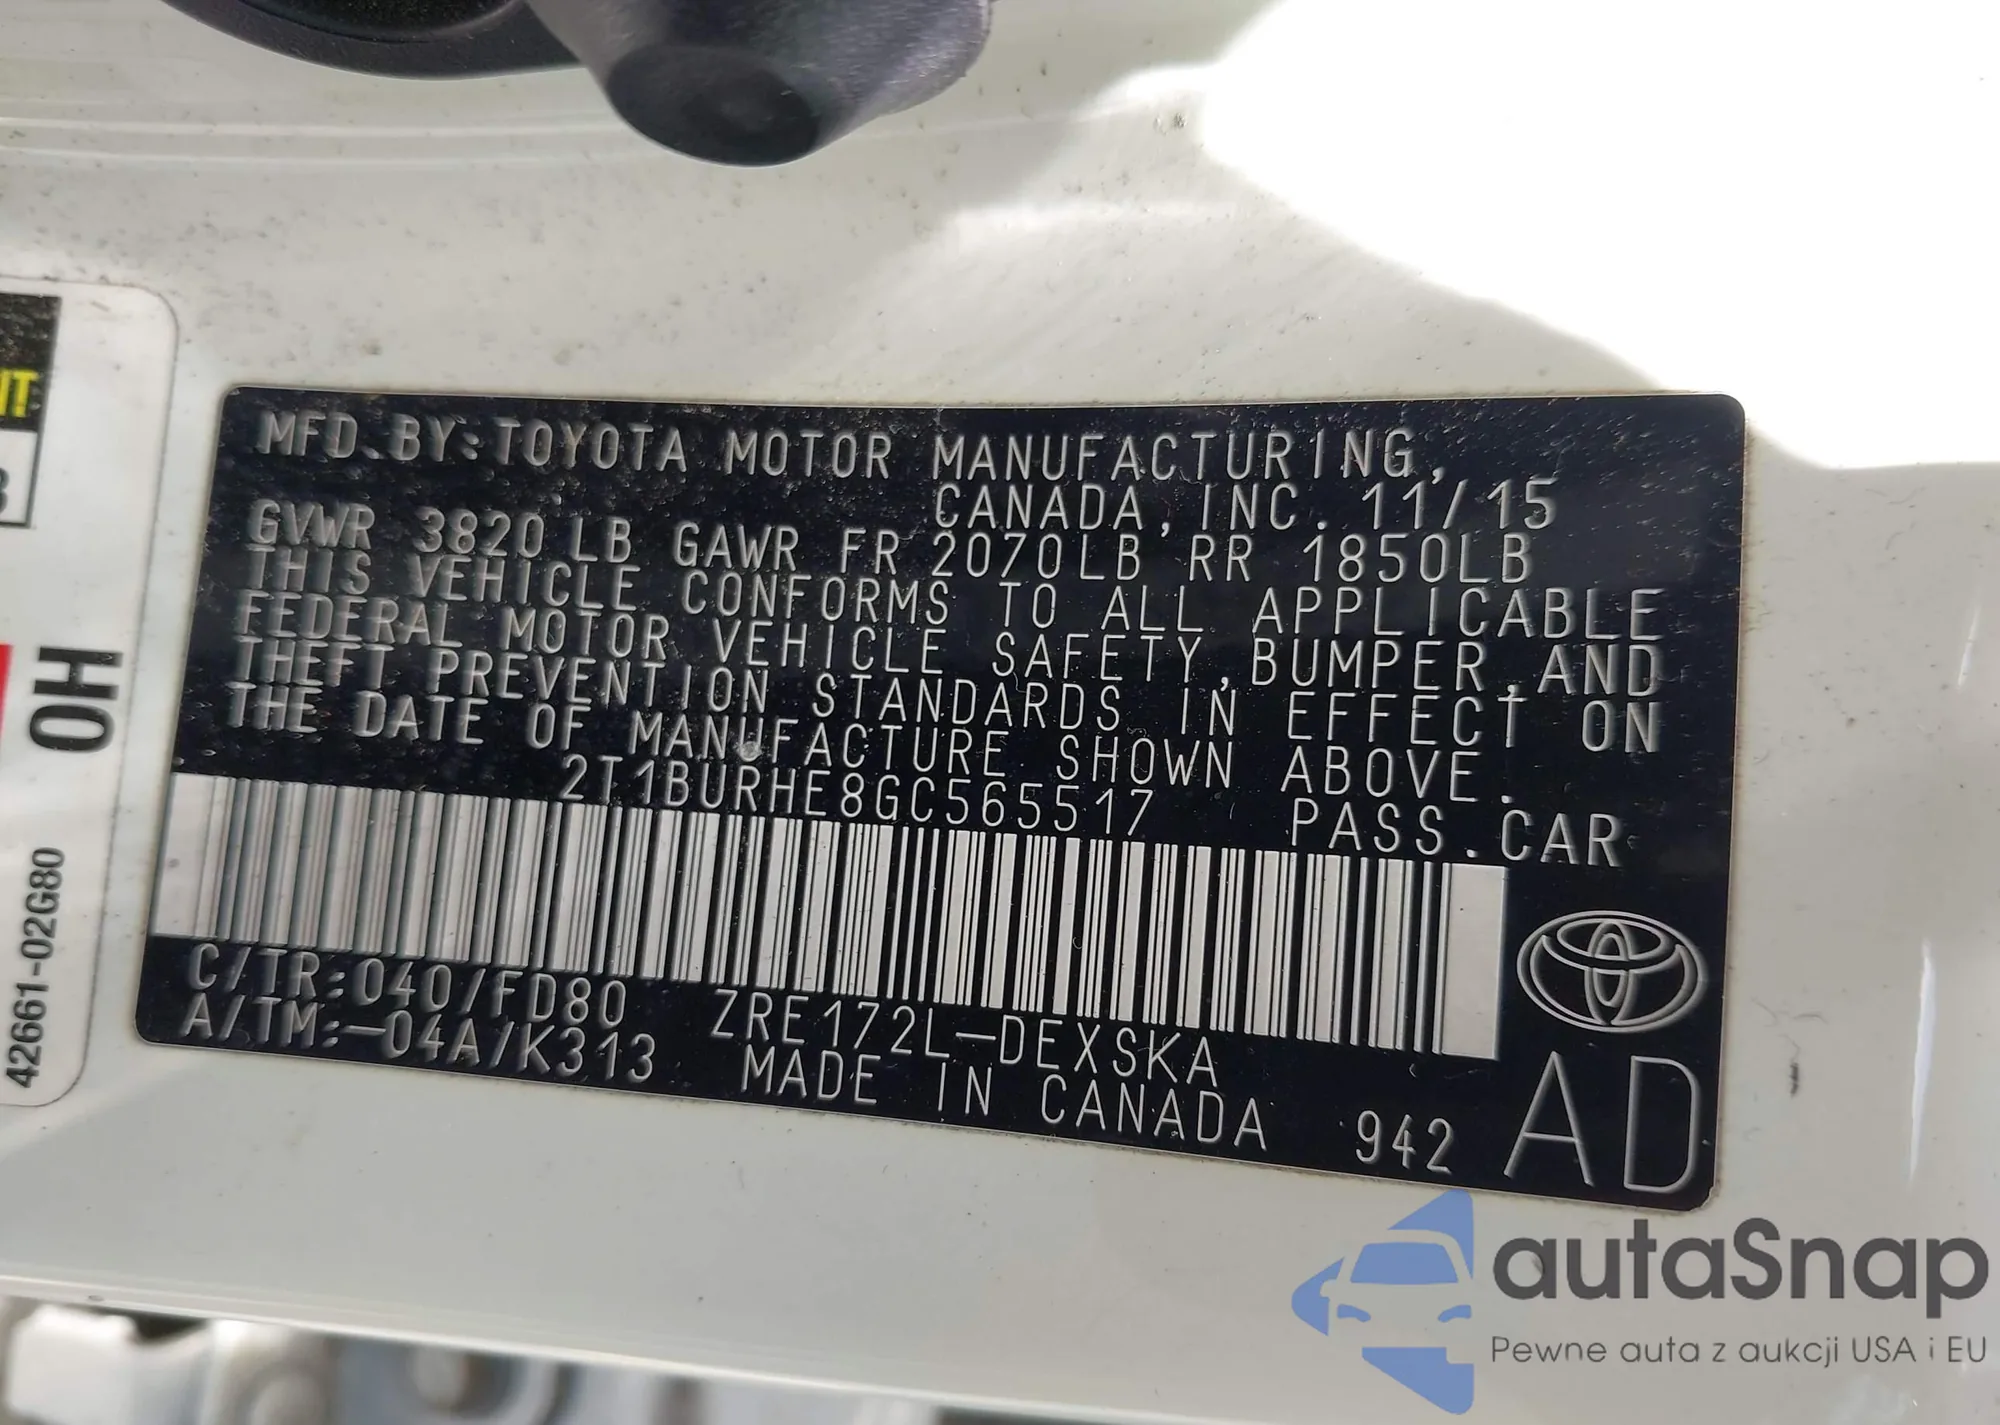 MFD. BY: TOYOTA MOTOR MANUFACTURING,
CANADA, INC. 11/15
GVWR 3820 LB GAWR FR 2070LB RR 1850LB
THIS VEHICLE CONFORMS TO ALL APPLICABLE
FEDERAL MOTOR VEHICLE SAFETY, BUMPER, AND
THEFT PREVENTION STANDARDS IN EFFECT ON
THE DATE OF MANUFACTURE SHOWN ABOVE.
2T1BURHE8GC565517 PASS. CAR
C/TR:040/FD80 ZRE172L-DEXSKA
A/TM:-04A/K313 MADE IN CANADA 942 AD
OH
42661-02G80
autaSnap
Pewne auta z aukcji USA i EU